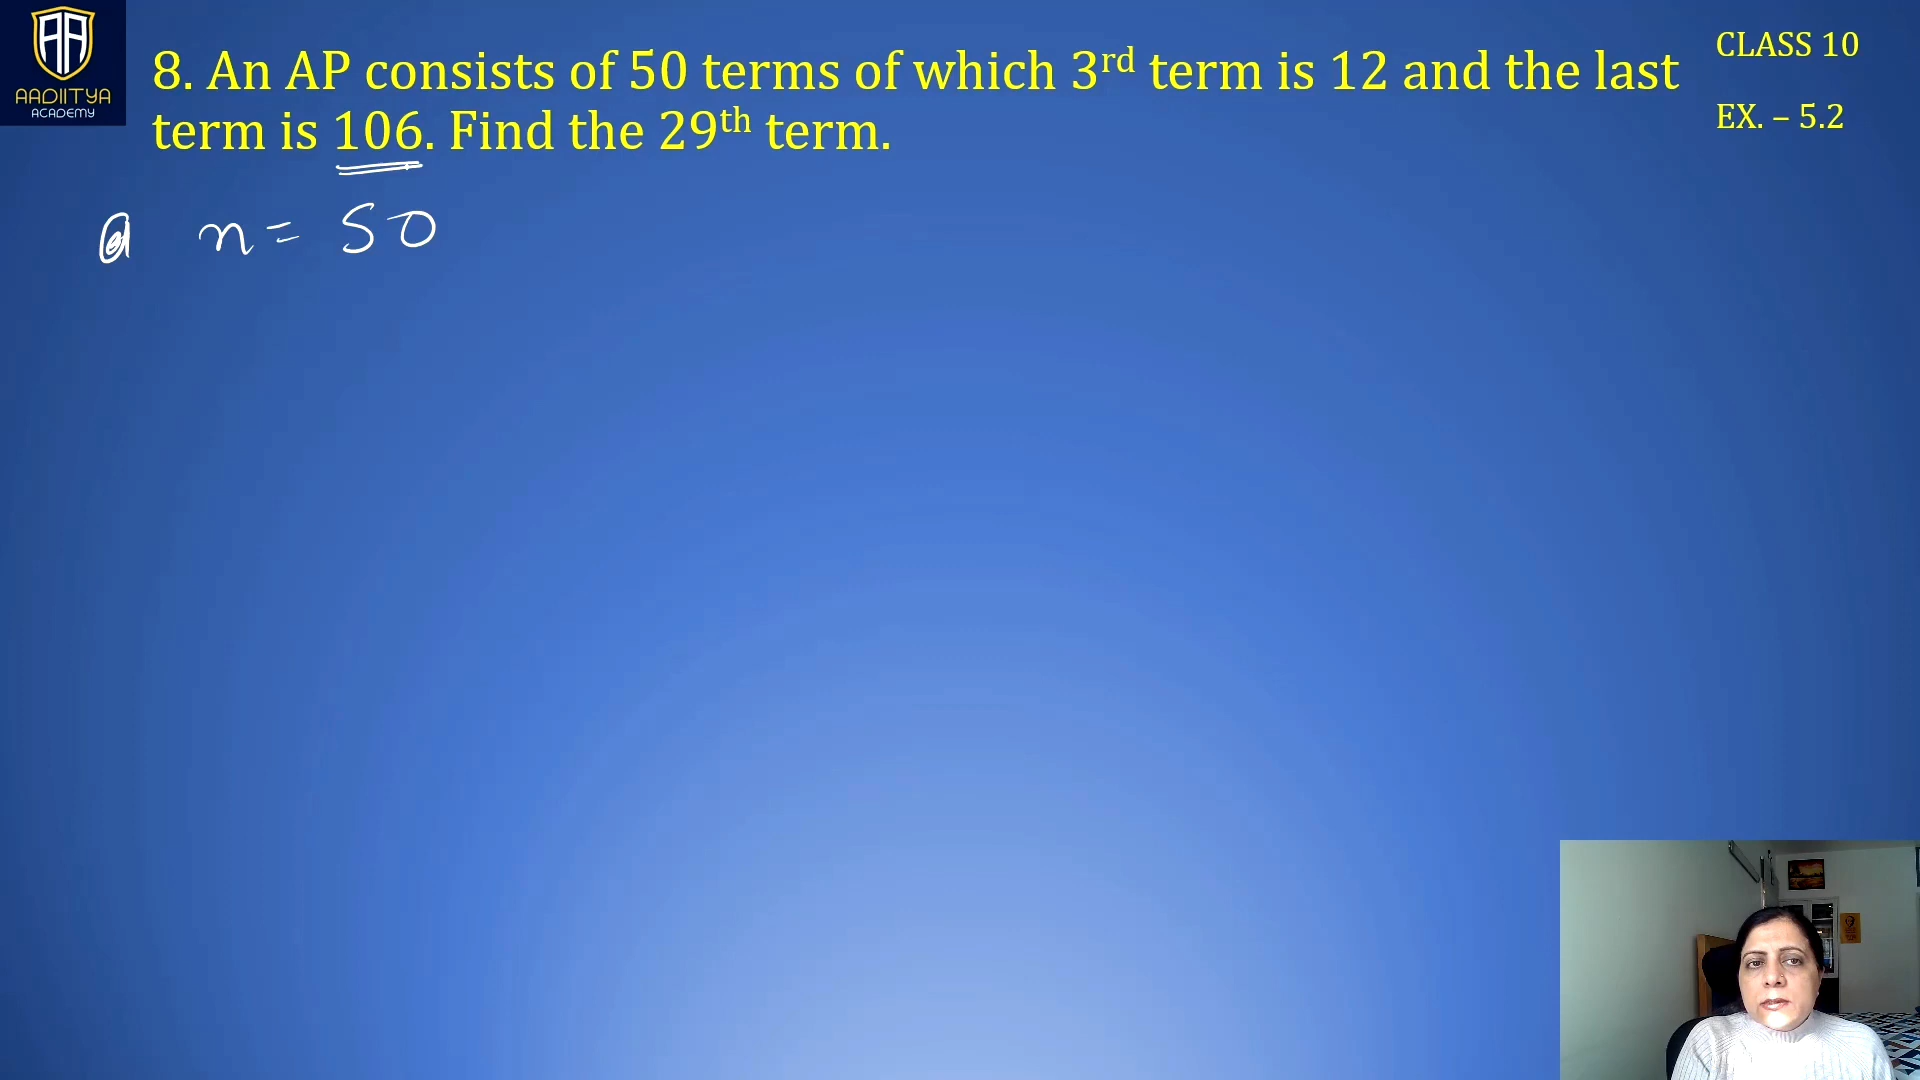 AADIITYA
ACADEMY
8. An AP consists of 50 terms of which 3rd term is 12 and the last
term is 106. Find the 29th term.
CLASS 10
EX. – 5.2
n = 50